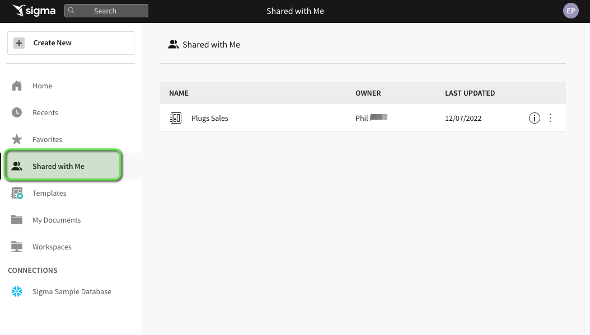 sigma
Search
Shared with Me
EP
Create New
Home
Recents
Favorites
Shared with Me
Templates
My Documents
Workspaces
CONNECTIONS
Sigma Sample Database
Shared with Me
NAME OWNER LAST UPDATED
Plugs Sales Phil 12/07/2022